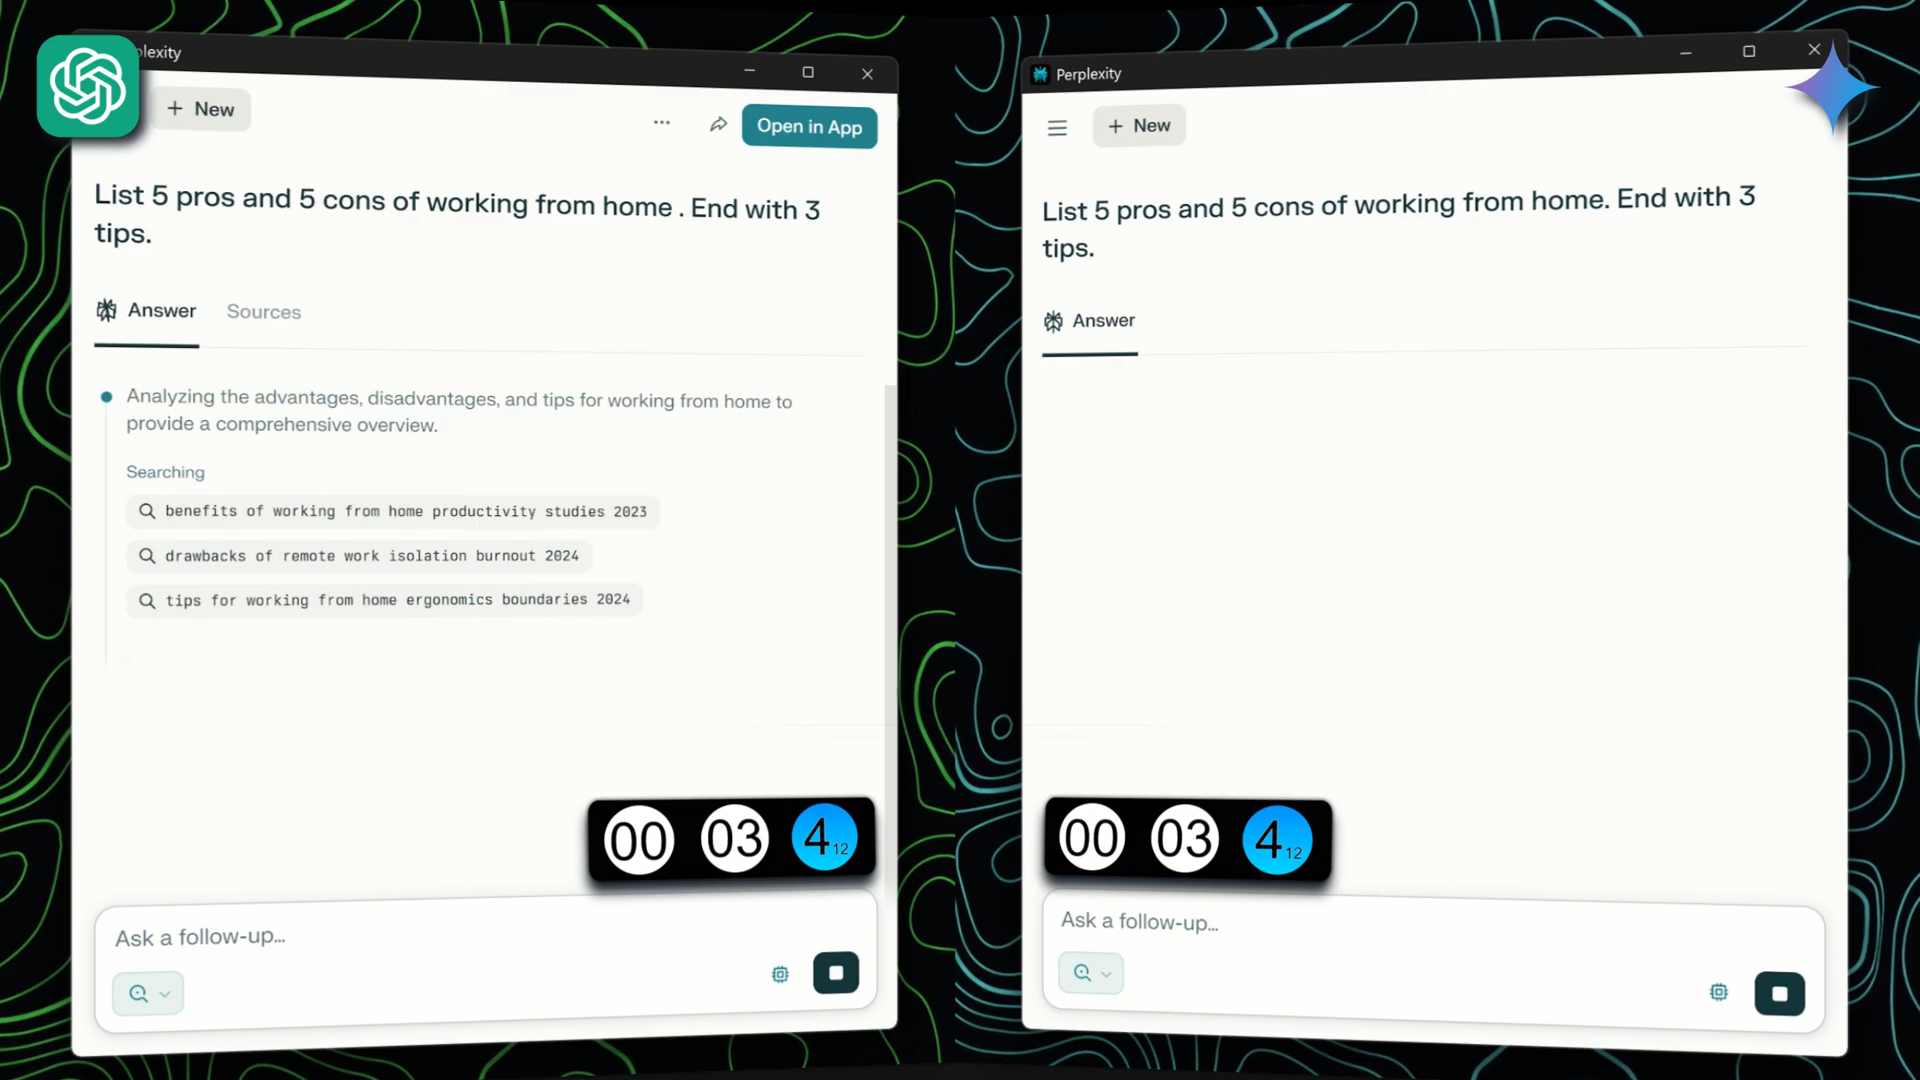 plexity
New
Open in App
List 5 pros and 5 cons of working from home . End with 3
tips.
Answer
Sources
Analyzing the advantages, disadvantages, and tips for working from home to
provide a comprehensive overview.
Searching
benefits of working from home productivity studies 2023
drawbacks of remote work isolation burnout 2024
tips for working from home ergonomics boundaries 2024
00 03 4 12
Ask a follow-up...
Perplexity
New
List 5 pros and 5 cons of working from home. End with 3
tips.
Answer
00 03 4 12
Ask a follow-up...